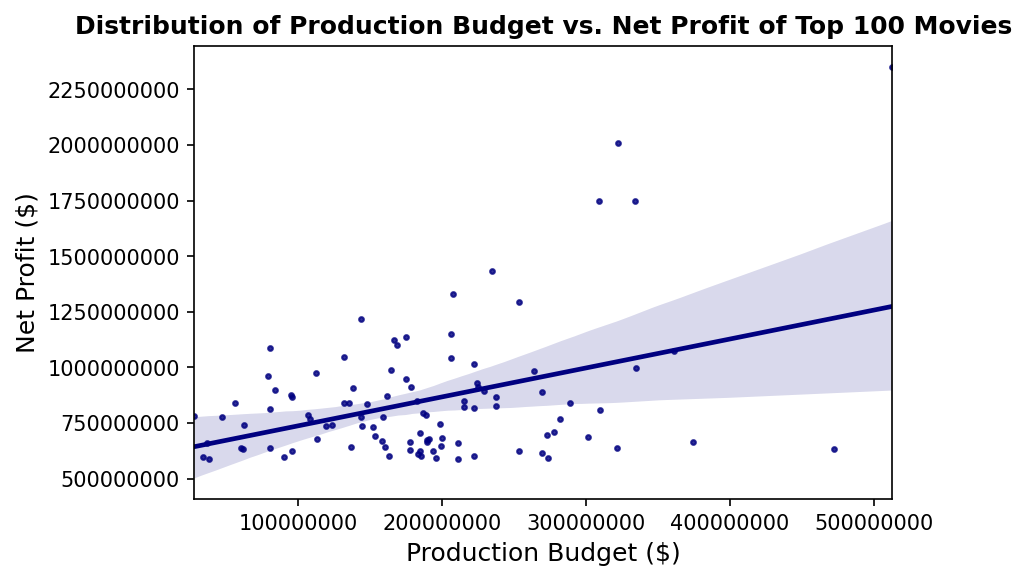 Distribution of Production Budget vs. Net Profit of Top 100 Movies
Net Profit ($)
2250000000
2000000000
1750000000
1500000000
1250000000
1000000000
750000000
500000000
100000000 200000000 300000000 400000000 500000000
Production Budget ($)